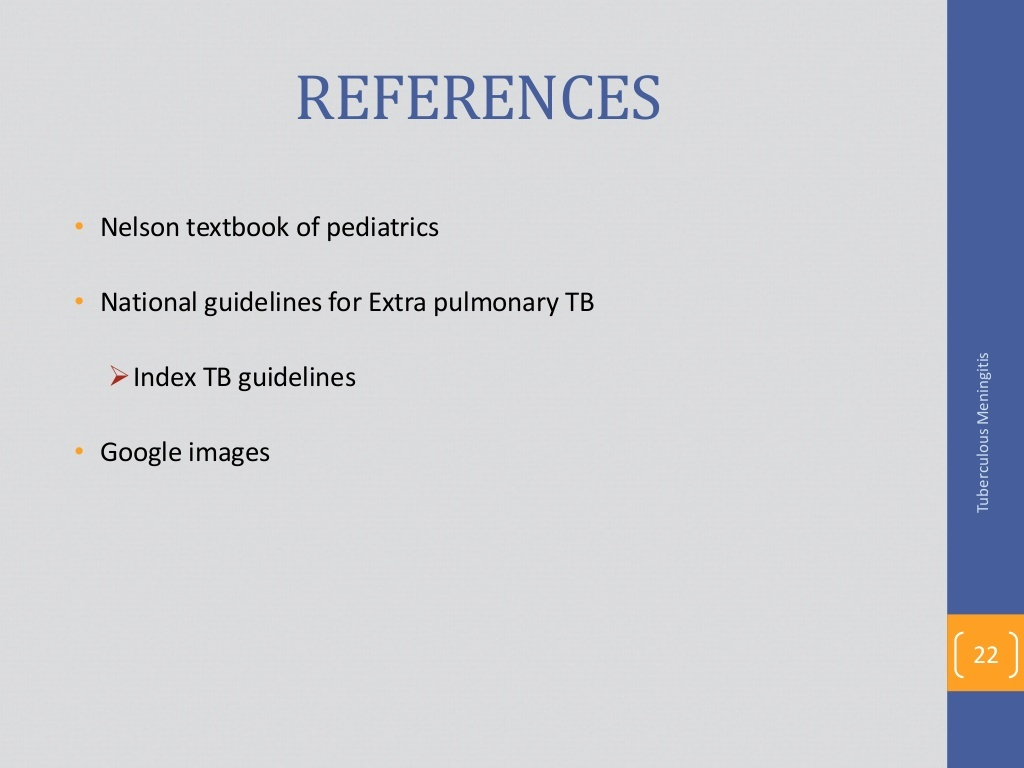 REFERENCES
• Nelson textbook of pediatrics
• National guidelines for Extra pulmonary TB
➢Index TB guidelines
• Google images
Tuberculous Meningitis
22